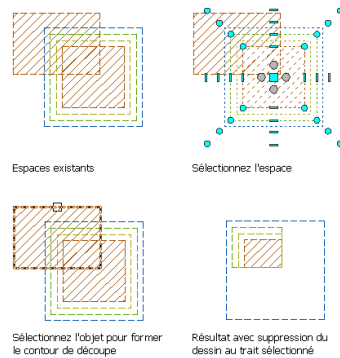 Espaces existants
Sélectionnez l'espace
Sélectionnez l'objet pour former
le contour de découpe
Résultat avec suppression du
dessin au trait sélectionné